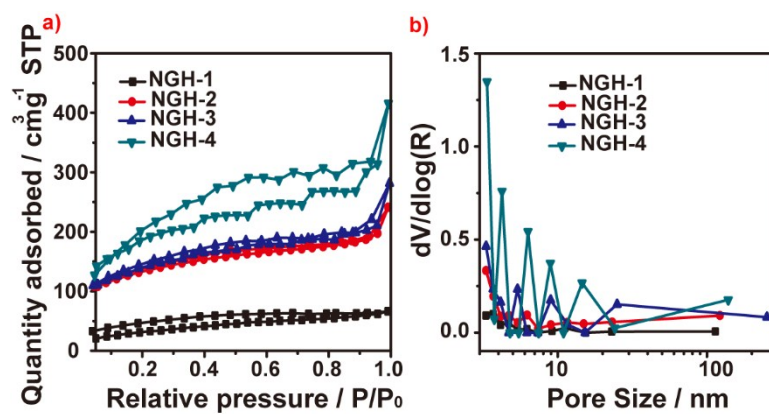 a)
Quantity adsorbed / cm³g⁻¹ STP
500
400
300
200
100
0
NGH-1
NGH-2
NGH-3
NGH-4
0.2
0.4
0.6
0.8
1.0
Relative pressure / P/P₀
b)
dV/dlog(R)
1.5
1.0
0.5
0.0
NGH-1
NGH-2
NGH-3
NGH-4
10
100
Pore Size / nm